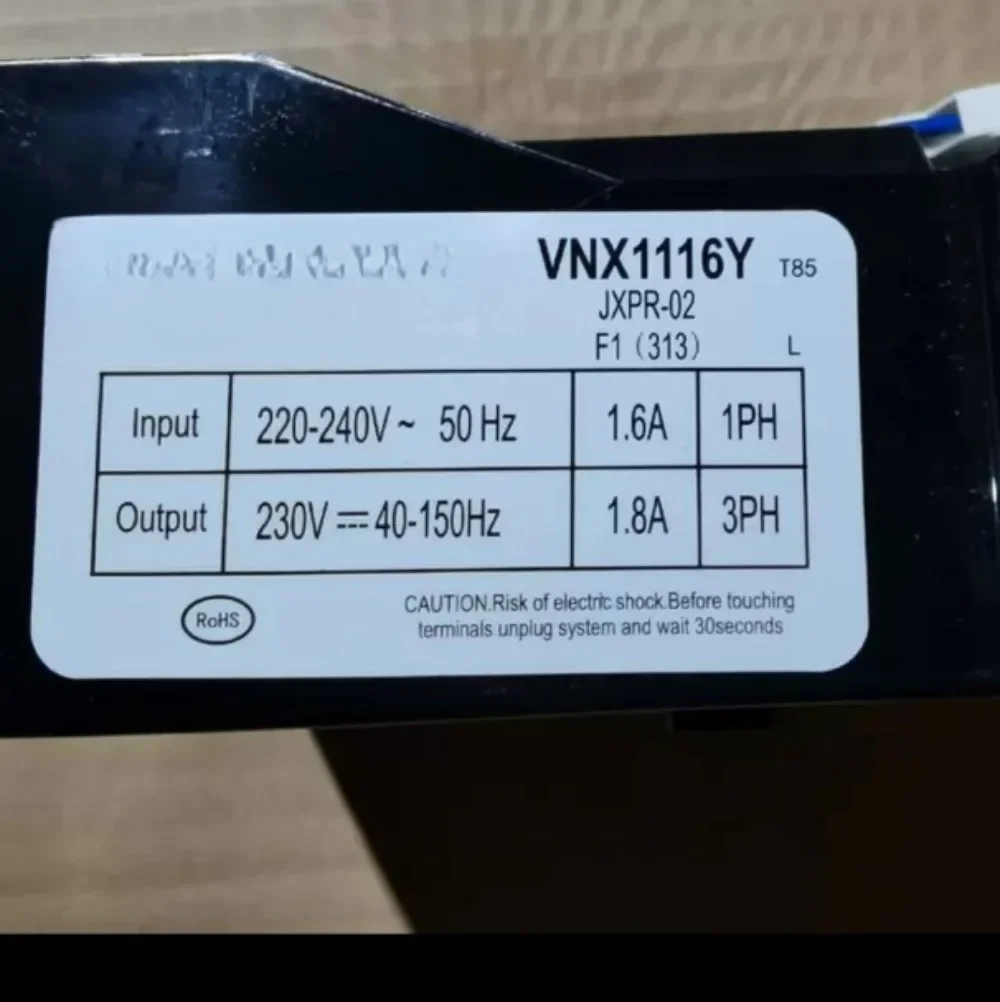 VNX1116Y T85
JXPR-02
F1（313） L
Input 220-240V~ 50 Hz 1.6A 1PH
Output 230V ⎓ 40-150Hz 1.8A 3PH
RoHS
CAUTION.Risk of electric shock.Before touching
terminals unplug system and wait 30seconds